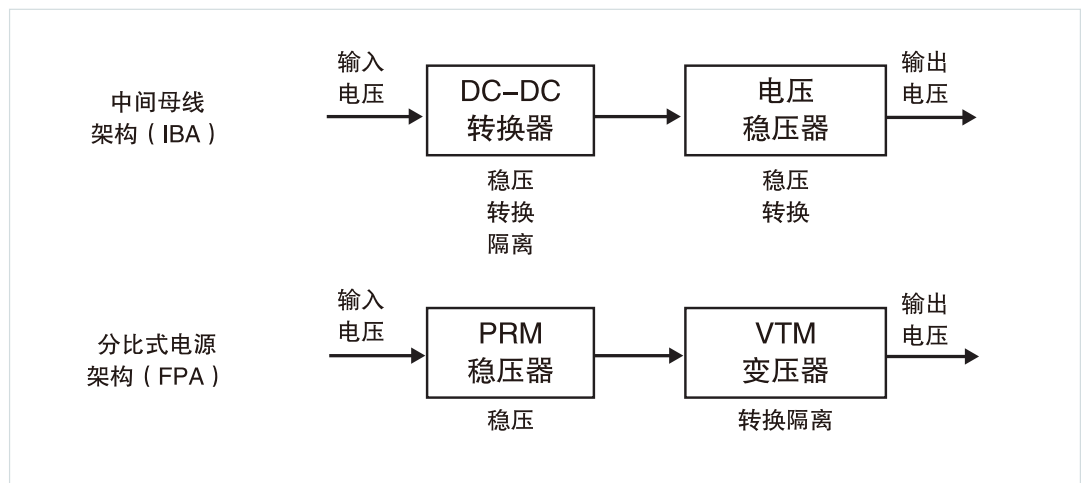 中间母线
架构（IBA）
输入
电压
DC–DC
转换器
稳压
转换
隔离
电压
稳压器
稳压
转换
输出
电压
分比式电源
架构（FPA）
输入
电压
PRM
稳压器
稳压
VTM
变压器
转换隔离
输出
电压